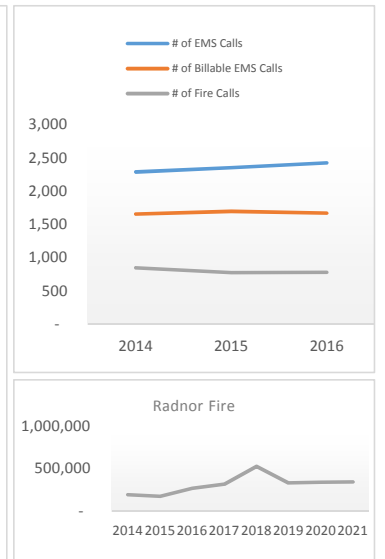 # of EMS Calls
# of Billable EMS Calls
# of Fire Calls
3,000
2,500
2,000
1,500
1,000
500
-
2014 2015 2016
Radnor Fire
1,000,000
500,000
-
2014 2015 2016 2017 2018 2019 2020 2021